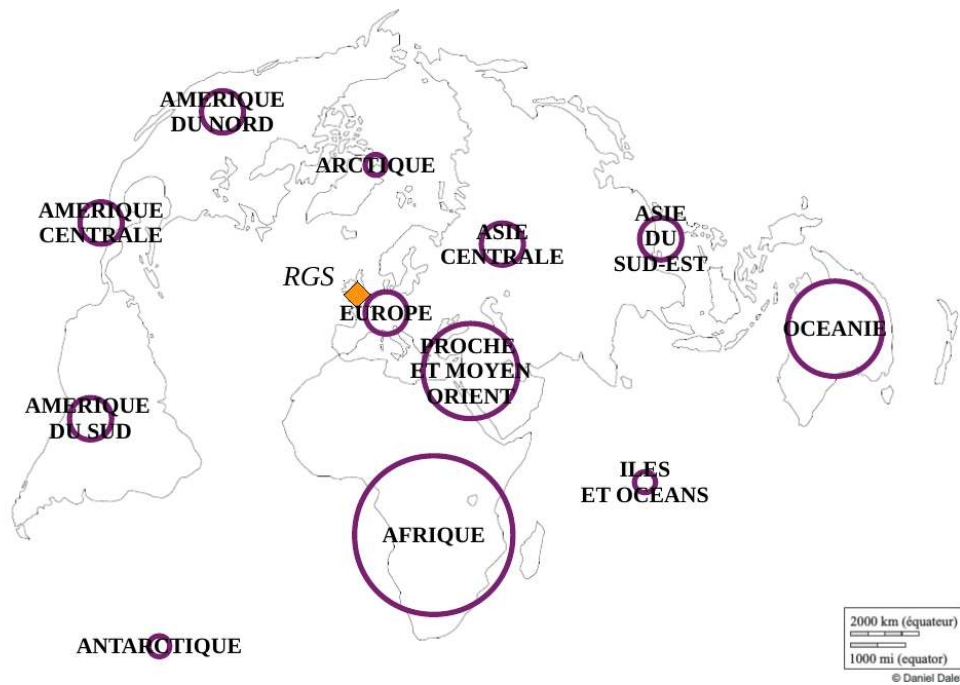 AMERIQUE
DU NORD
ARCTIQUE
AMERIQUE
CENTRALE
ASIE
CENTRALE
ASIE
DU
SUD-EST
RGS
EUROPE
OCEANIE
PROCHE
ET MOYEN
ORIENT
AMERIQUE
DU SUD
ILES
ET OCEANS
AFRIQUE
ANTARCTIQUE
2000 km (équateur)
1000 mi (equator)
© Daniel Dale